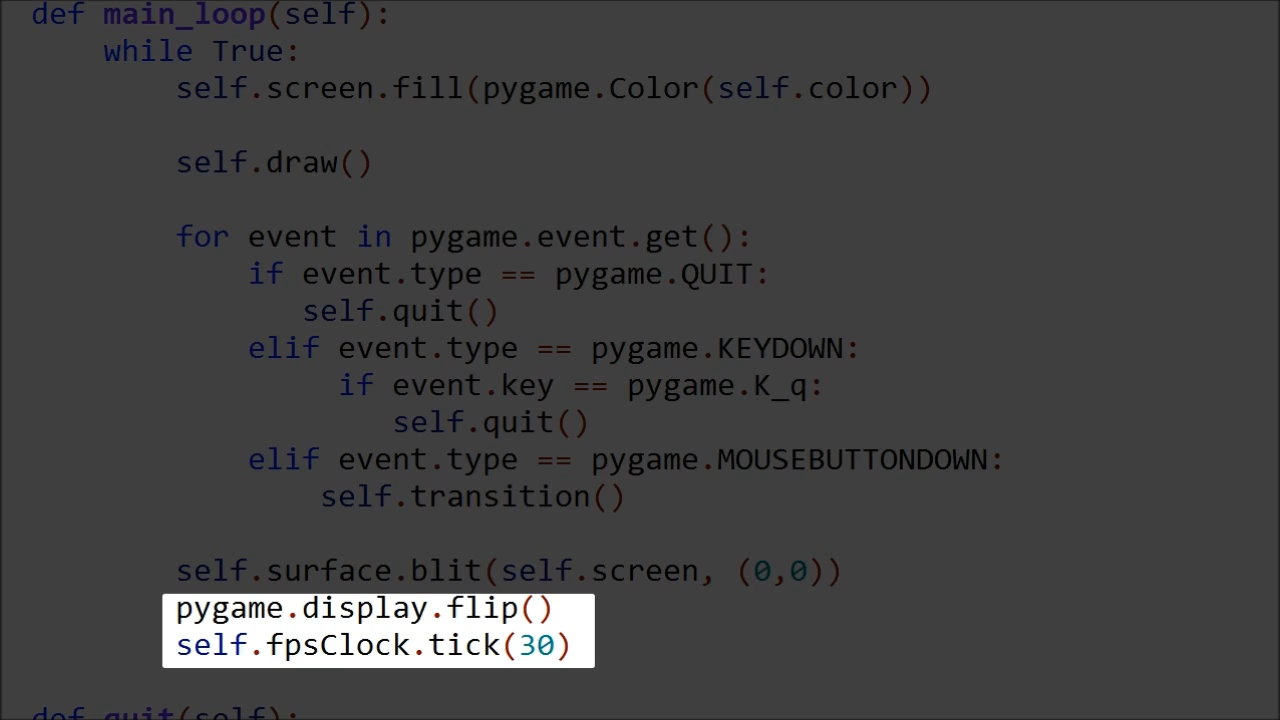 def main_loop(self):
    while True:
        self.screen.fill(pygame.Color(self.color))
        self.draw()
        for event in pygame.event.get():
            if event.type == pygame.QUIT:
               self.quit()
            elif event.type == pygame.KEYDOWN:
                 if event.key == pygame.K_q:
                    self.quit()
            elif event.type == pygame.MOUSEBUTTONDOWN:
                self.transition()
        self.surface.blit(self.screen, (0,0))
        pygame.display.flip()
        self.fpsClock.tick(30)
def quit(self):